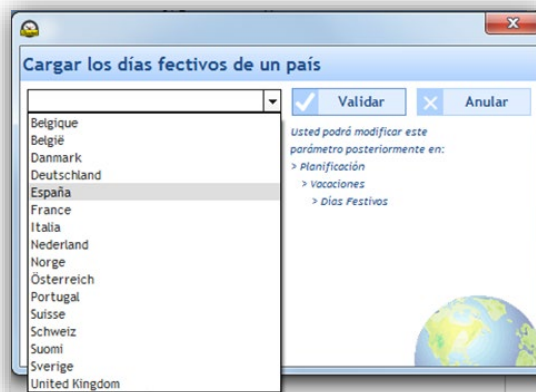 Cargar los días fectivos de un país
Validar
Anular
Belgique
België
Danmark
Deutschland
España
France
Italia
Nederland
Norge
Österreich
Portugal
Suisse
Schweiz
Suomi
Sverige
United Kingdom
Usted podrá modificar este
parámetro posteriormente en:
> Planificación
> Vacaciones
> Días Festivos